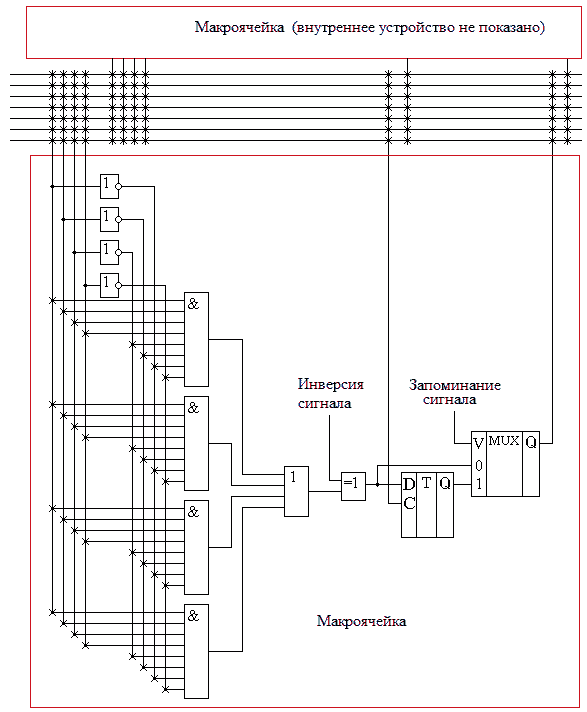 Макроячейка (внутреннее устройство не показано)
1
1
1
1
&
&
&
&
Инверсия
сигнала
Запоминание
сигнала
1
=1
D T Q
C
V MUX Q
0
1
Макроячейка